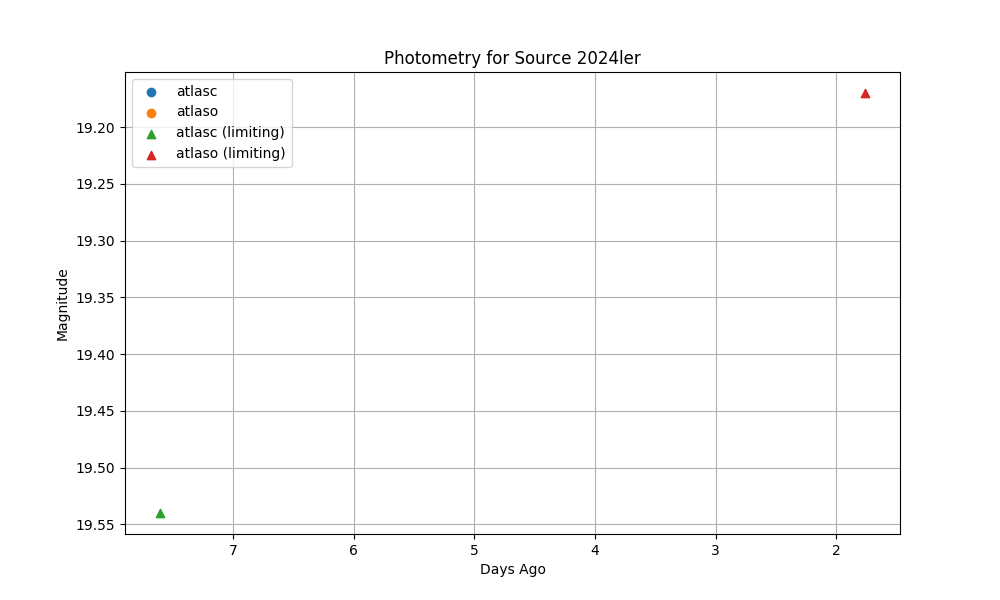 Photometry for Source 2024ler
atlasc
atlaso
atlasc (limiting)
atlaso (limiting)
19.20
19.25
19.30
19.35
19.40
19.45
19.50
19.55
Magnitude
7 6 5 4 3 2
Days Ago